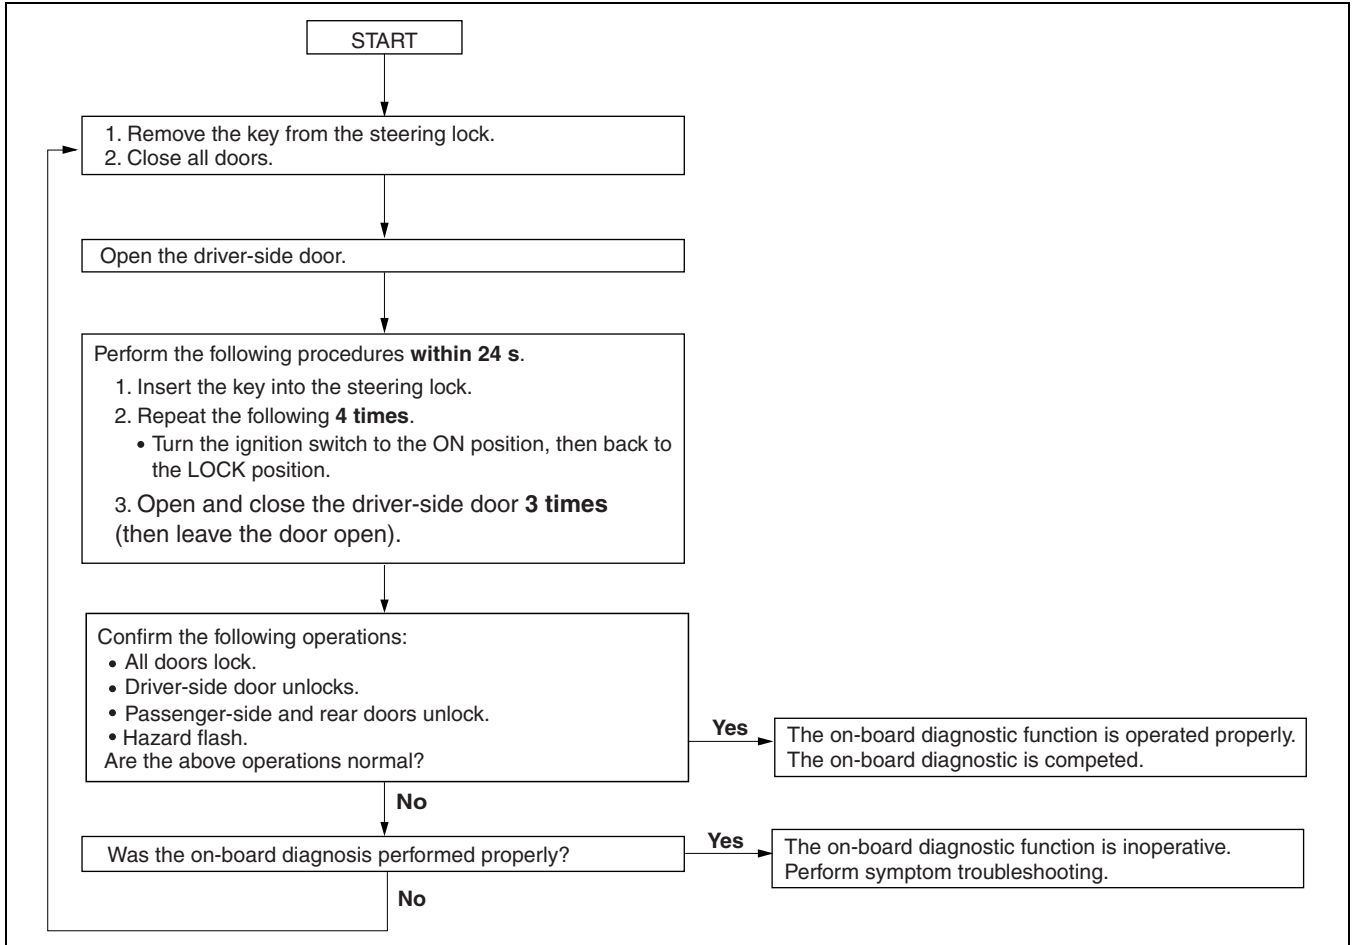 START
1. Remove the key from the steering lock.
2. Close all doors.
Open the driver-side door.
Perform the following procedures within 24 s.
1. Insert the key into the steering lock.
2. Repeat the following 4 times.
• Turn the ignition switch to the ON position, then back to
the LOCK position.
3. Open and close the driver-side door 3 times
(then leave the door open).
Confirm the following operations:
• All doors lock.
• Driver-side door unlocks.
• Passenger-side and rear doors unlock.
• Hazard flash.
Are the above operations normal?
Yes
The on-board diagnostic function is operated properly.
The on-board diagnostic is competed.
No
Was the on-board diagnosis performed properly?
Yes
The on-board diagnostic function is inoperative.
Perform symptom troubleshooting.
No